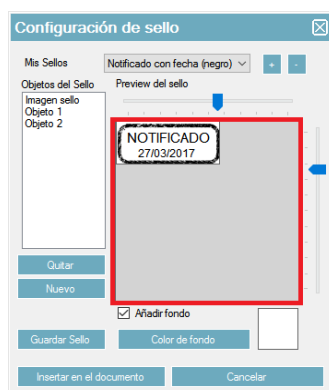 Configuración de sello
Mis Sellos
Notificado con fecha (negro)
+
-
Objetos del Sello
Preview del sello
Imagen sello
Objeto 1
Objeto 2
NOTIFICADO
27/03/2017
Quitar
Nuevo
Añadir fondo
Guardar Sello
Color de fondo
Insertar en el documento
Cancelar